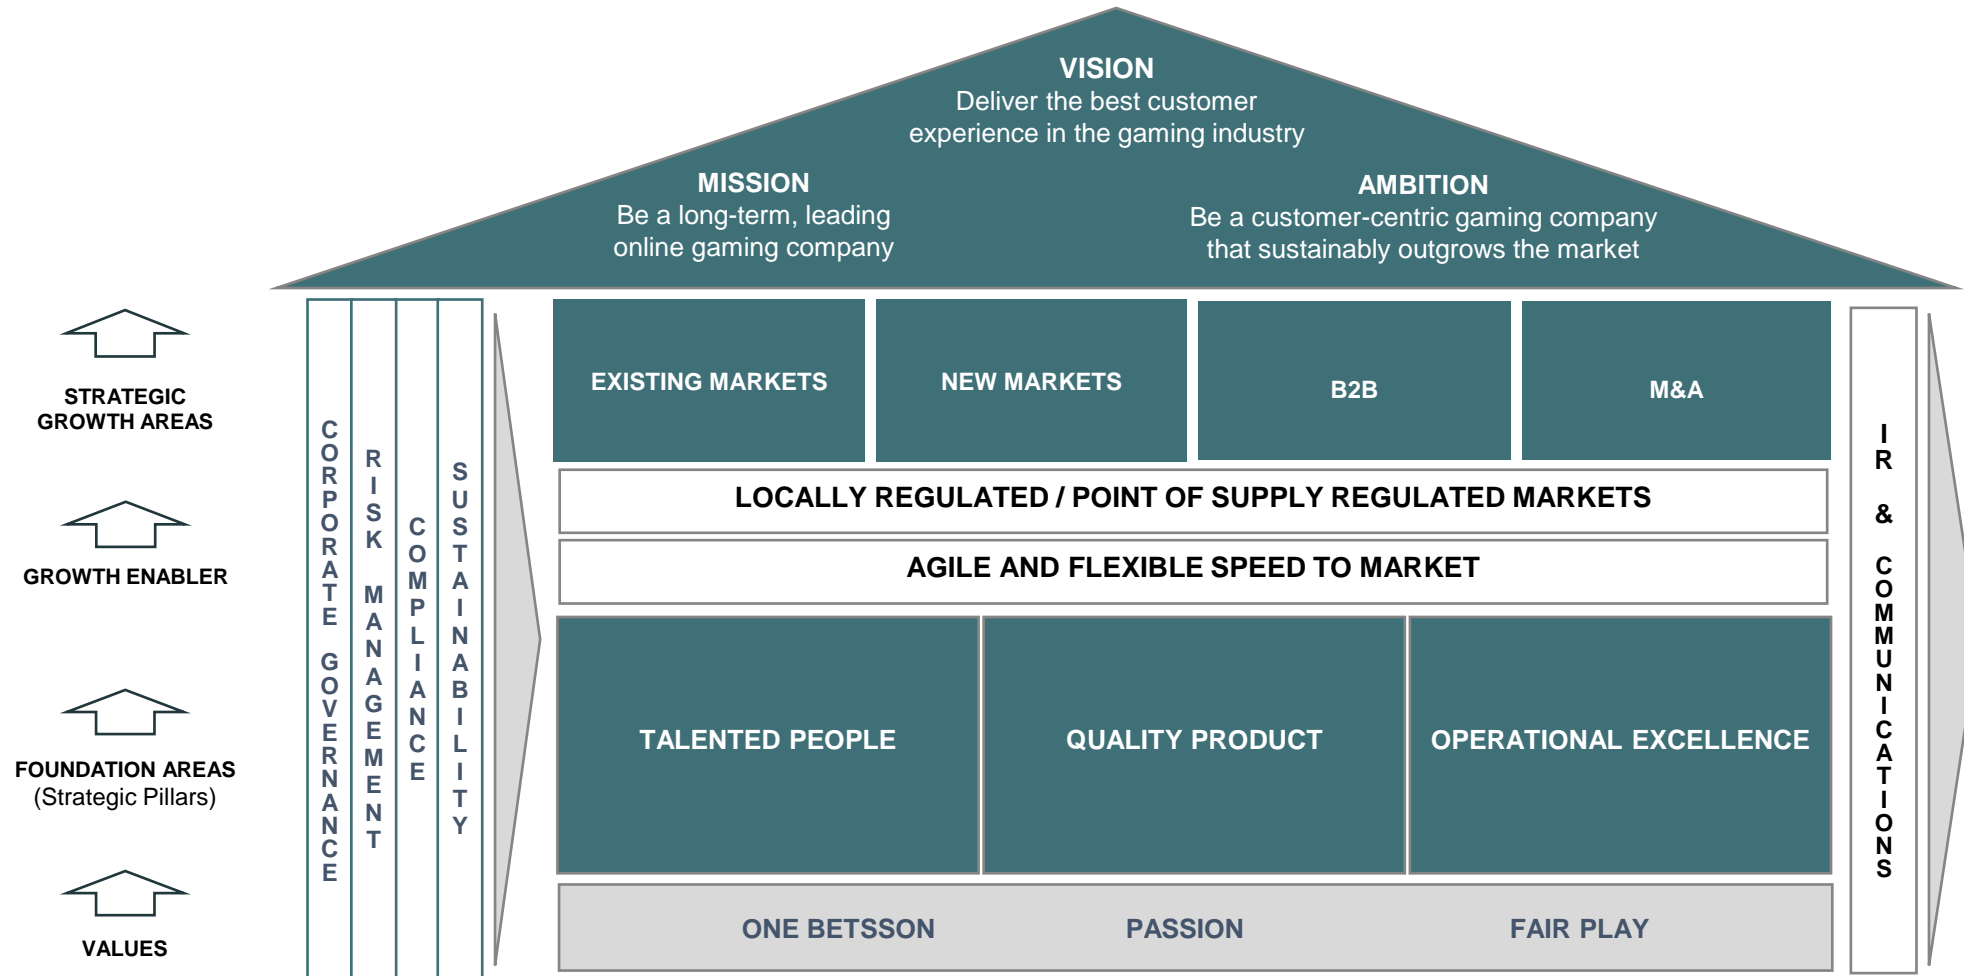 VISION
Deliver the best customer
experience in the gaming industry
MISSION
Be a long-term, leading
online gaming company
AMBITION
Be a customer-centric gaming company
that sustainably outgrows the market
STRATEGIC
GROWTH AREAS
GROWTH ENABLER
FOUNDATION AREAS
(Strategic Pillars)
VALUES
CORPORATE GOVERNANCE
RISK MANAGEMENT
COMPLIANCE
SUSTAINABILITY
EXISTING MARKETS
NEW MARKETS
B2B
M&A
LOCALLY REGULATED / POINT OF SUPPLY REGULATED MARKETS
AGILE AND FLEXIBLE SPEED TO MARKET
TALENTED PEOPLE
QUALITY PRODUCT
OPERATIONAL EXCELLENCE
ONE BETSSON
PASSION
FAIR PLAY
IR & COMMUNICATIONS